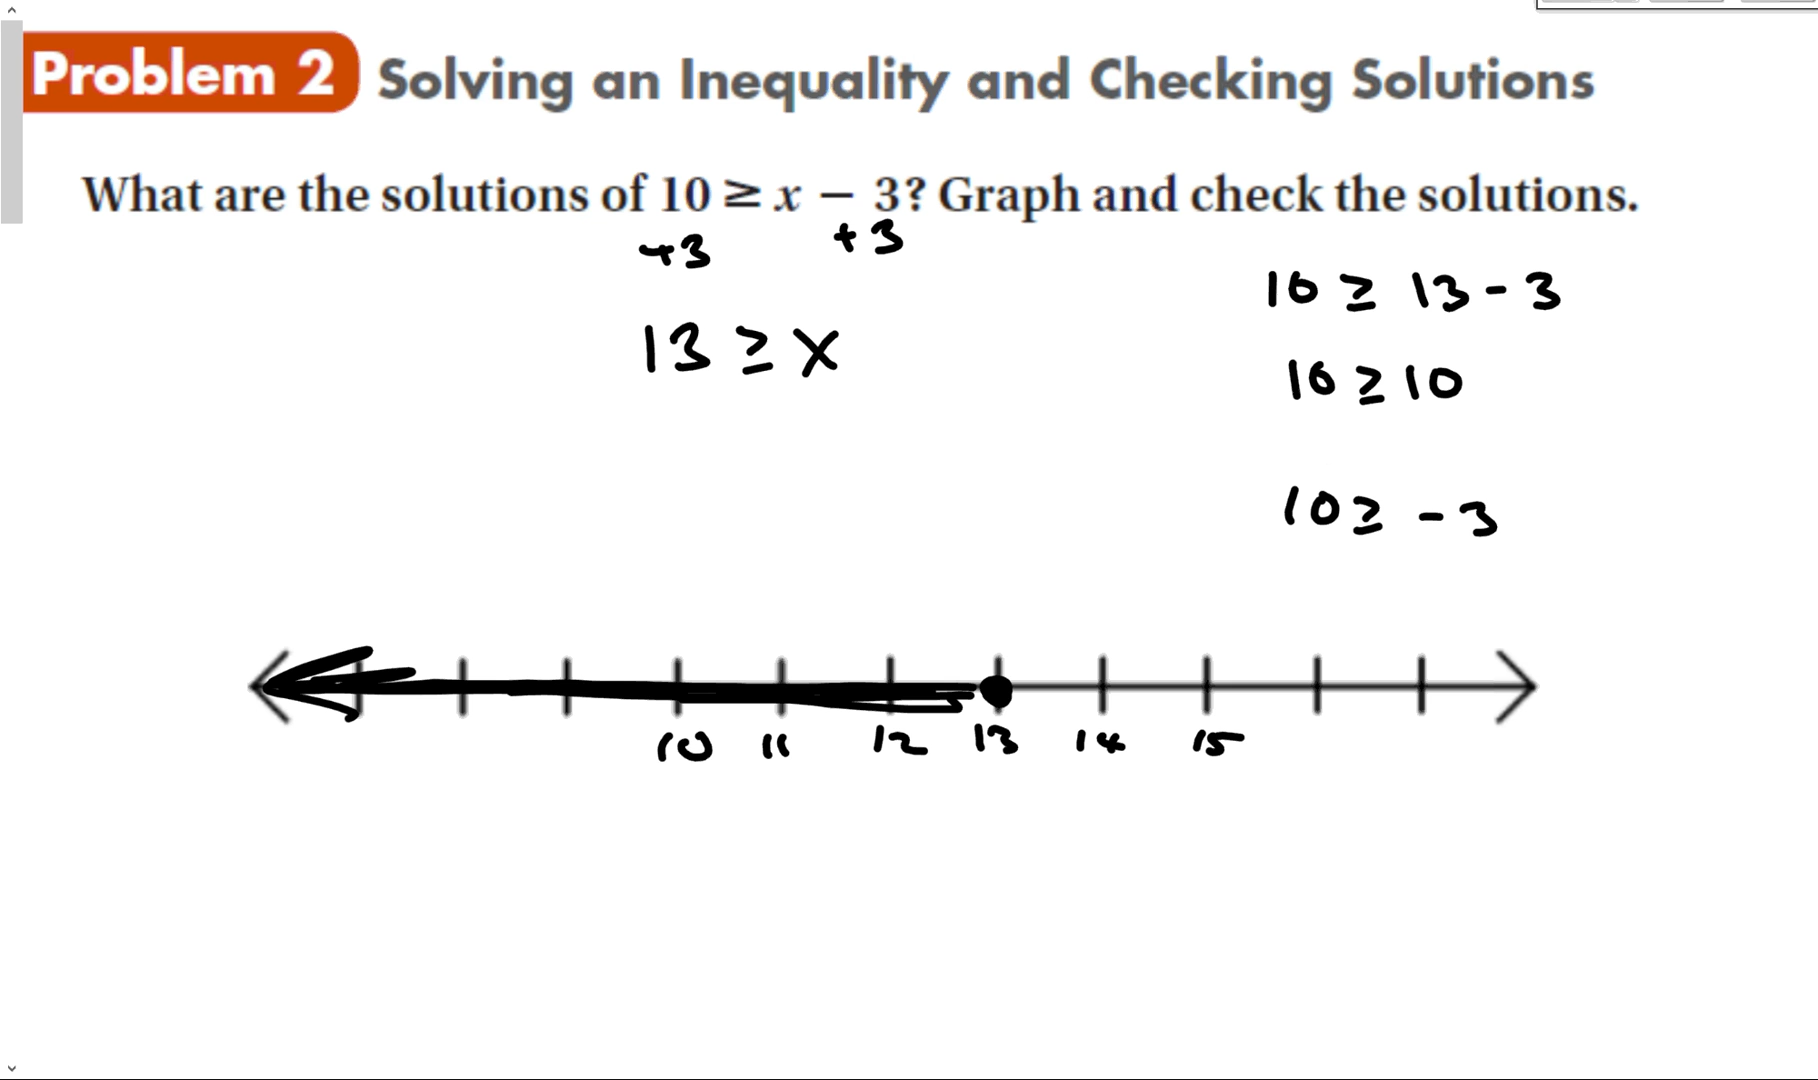 Problem 2 Solving an Inequality and Checking Solutions
What are the solutions of 10 ≥ x − 3? Graph and check the solutions.
+3 +3
13 ≥ x
10 ≥ 13 - 3
10 ≥ 10
10 ≥ -3
10 11 12 13 14 15